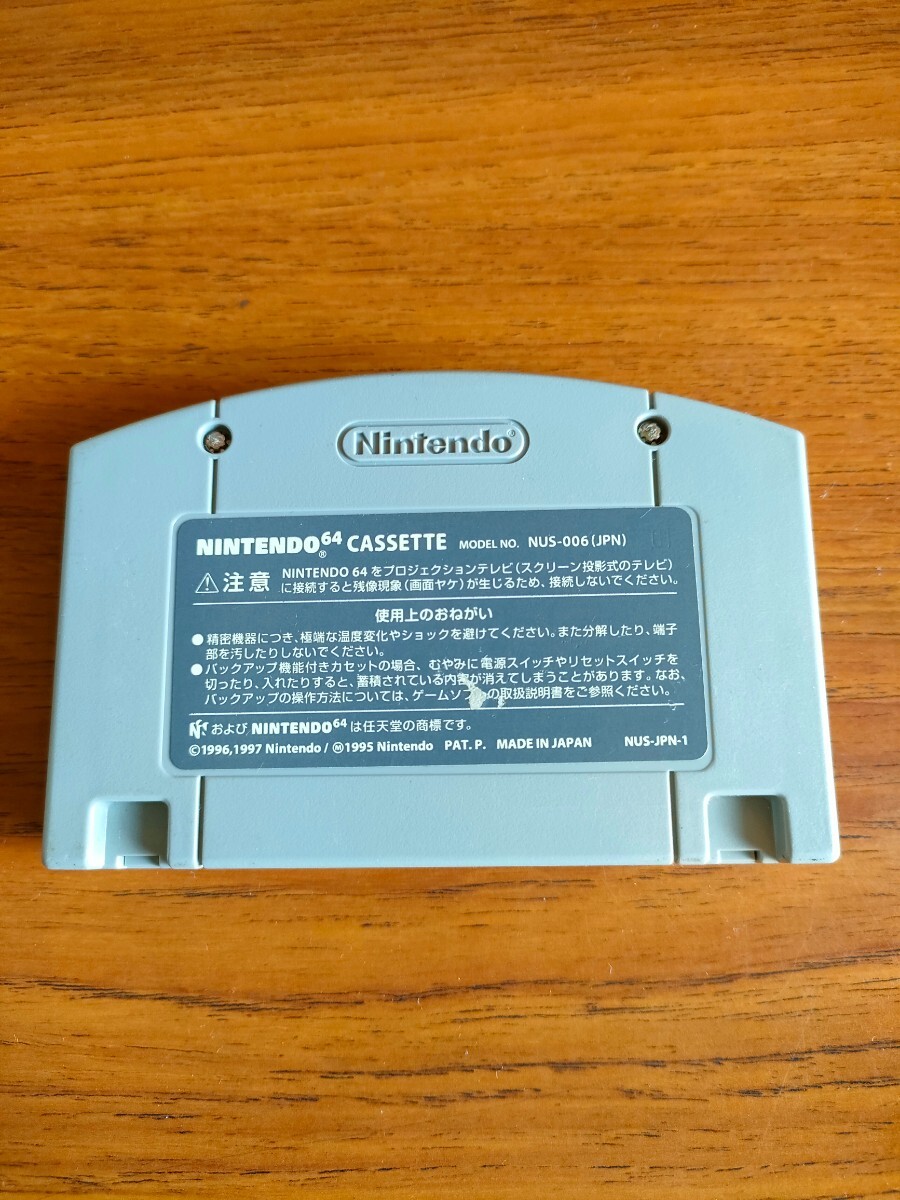 Nintendo®
NINTENDO64® CASSETTE MODEL NO. NUS-006(JPN)
⚠注意 NINTENDO 64をプロジェクションテレビ(スクリーン投影式のテレビ)
に接続すると残像現象(画面ヤケ)が生じるため、接続しないでください。
使用上のおねがい
●精密機器につき、極端な温度変化やショックを避けてください。また分解したり、端子
部を汚したりしないでください。
●バックアップ機能付きカセットの場合、むやみに電源スイッチやリセットスイッチを
切ったり、入れたりすると、蓄積されている内容が消えてしまうことがあります。なお、
バックアップの操作方法については、ゲームソフトの取扱説明書をご参照ください。
および NINTENDO64 は任天堂の商標です。
©1996,1997 Nintendo/Ⓜ1995 Nintendo PAT. P. MADE IN JAPAN NUS-JPN-1